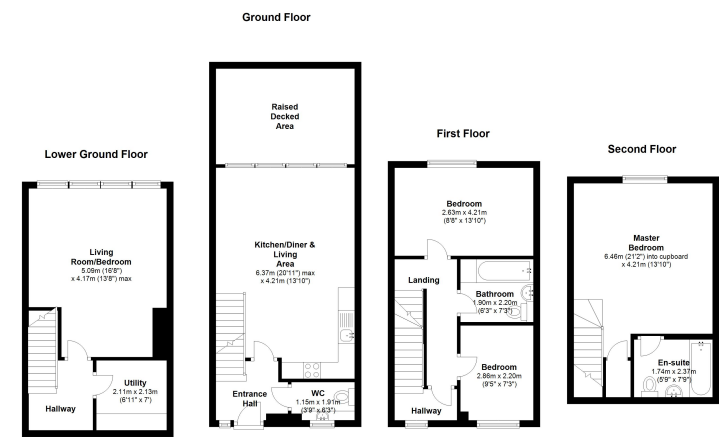 Ground Floor
Raised
Decked
Area
Kitchen/Diner &
Living
Area
6.37m (20'11") max
x 4.21m (13'10")
Entrance
Hall
WC
1.15m x 1.91m
(3'9" x 6'3")
Lower Ground Floor
Living
Room/Bedroom
5.09m (16'8")
x 4.17m (13'8") max
Utility
2.11m x 2.13m
(6'11" x 7')
Hallway
First Floor
Bedroom
2.63m x 4.21m
(8'8" x 13'10")
Landing
Bathroom
1.90m x 2.20m
(6'3" x 7'3")
Bedroom
2.86m x 2.20m
(9'5" x 7'3")
Hallway
Second Floor
Master
Bedroom
6.46m (21'2") into cupboard
x 4.21m (13'10")
En-suite
1.74m x 2.37m
(5'9" x 7'9")